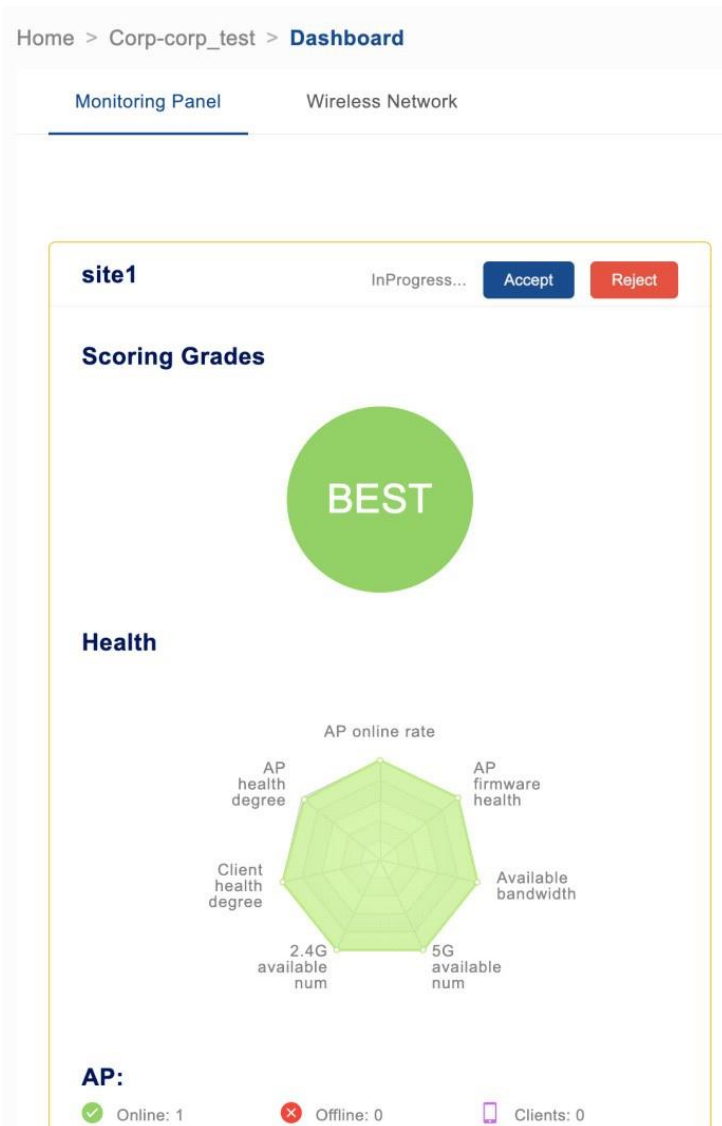 Home > Corp-corp_test > Dashboard
Monitoring Panel
Wireless Network
site1
InProgress...
Accept
Reject
Scoring Grades
BEST
Health
AP online rate
AP
health
degree
AP
firmware
health
Client
health
degree
Available
bandwidth
2.4G
available
num
5G
available
num
AP:
Online: 1
Offline: 0
Clients: 0